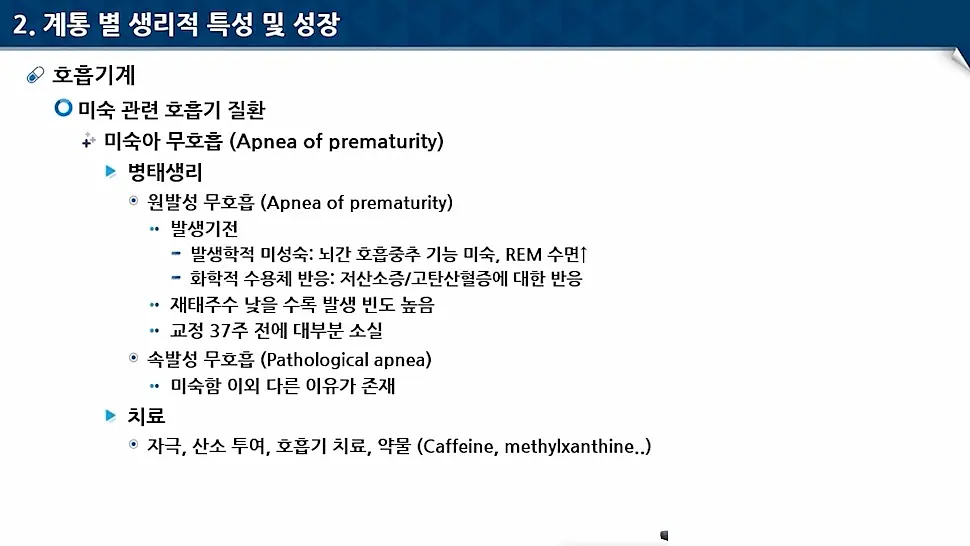 2. 계통 별 생리적 특성 및 성장
호흡기계
미숙 관련 호흡기 질환
미숙아 무호흡 (Apnea of prematurity)
병태생리
원발성 무호흡 (Apnea of prematurity)
발생기전
발생학적 미성숙: 뇌간 호흡중추 기능 미숙, REM 수면↑
화학적 수용체 반응: 저산소증/고탄산혈증에 대한 반응
재태주수 낮을 수록 발생 빈도 높음
교정 37주 전에 대부분 소실
속발성 무호흡 (Pathological apnea)
미숙함 이외 다른 이유가 존재
치료
자극, 산소 투여, 호흡기 치료, 약물 (Caffeine, methylxanthine..)